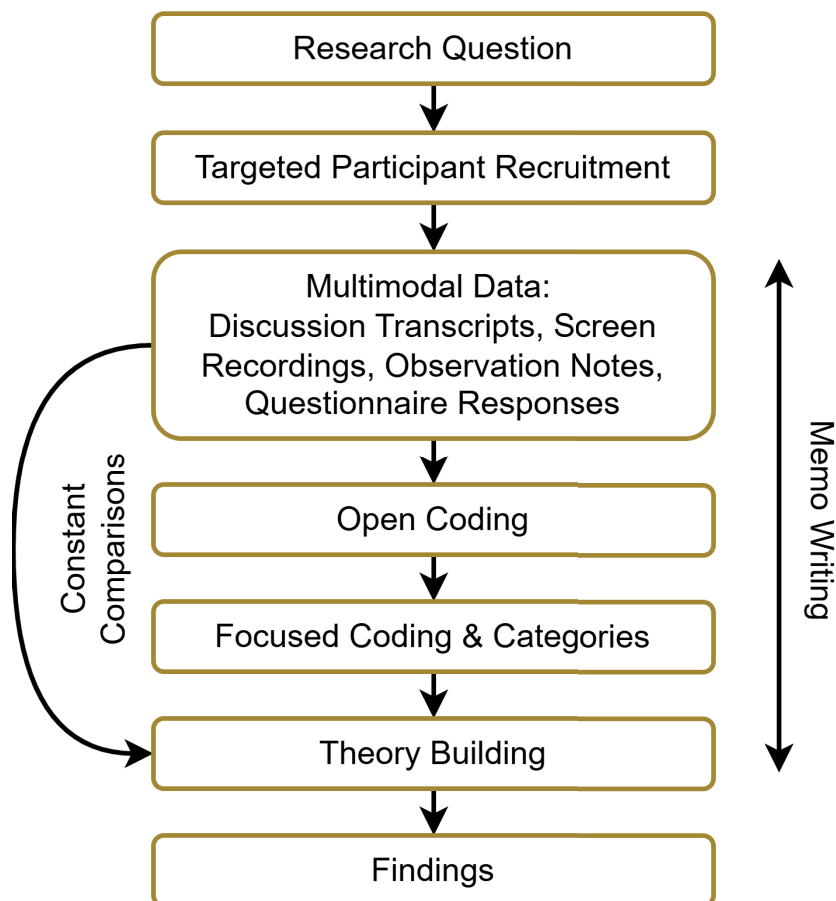 Research Question
Targeted Participant Recruitment
Multimodal Data:
Discussion Transcripts, Screen
Recordings, Observation Notes,
Questionnaire Responses
Constant
Comparisons
Memo Writing
Open Coding
Focused Coding & Categories
Theory Building
Findings